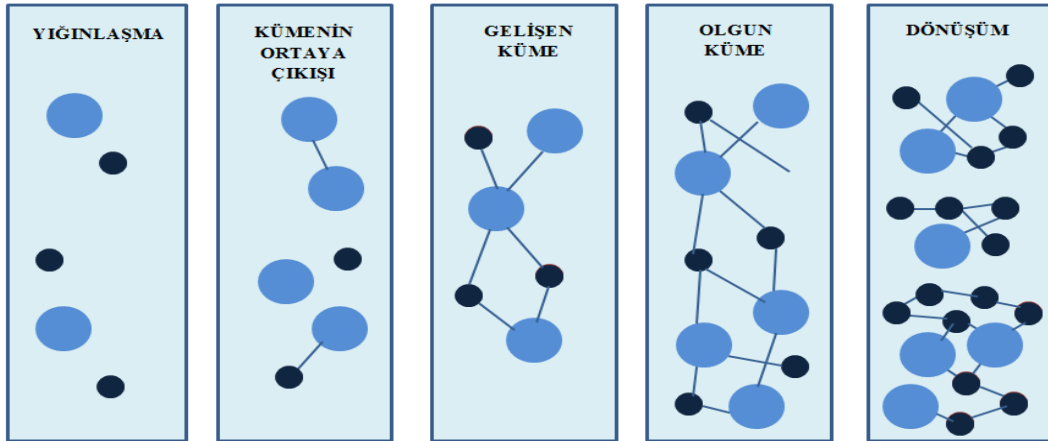 YIĞINLAŞMA
KÜMENİN
ORTAYA
ÇIKIŞI
GELİŞEN
KÜME
OLGUN
KÜME
DÖNÜŞÜM